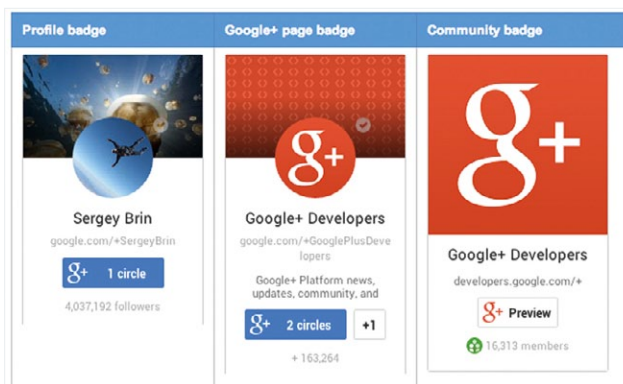 Profile badge
Google+ page badge
Community badge
Sergey Brin
google.com/+SergeyBrin
g+ 1 circle
4,037,192 followers
g+
Google+ Developers
google.com/+GooglePlusDeve
lopers
Google+ Platform news,
updates, community, and
g+ 2 circles
+1
+ 163,264
g+
Google+ Developers
developers.google.com/+
g+ Preview
16,313 members